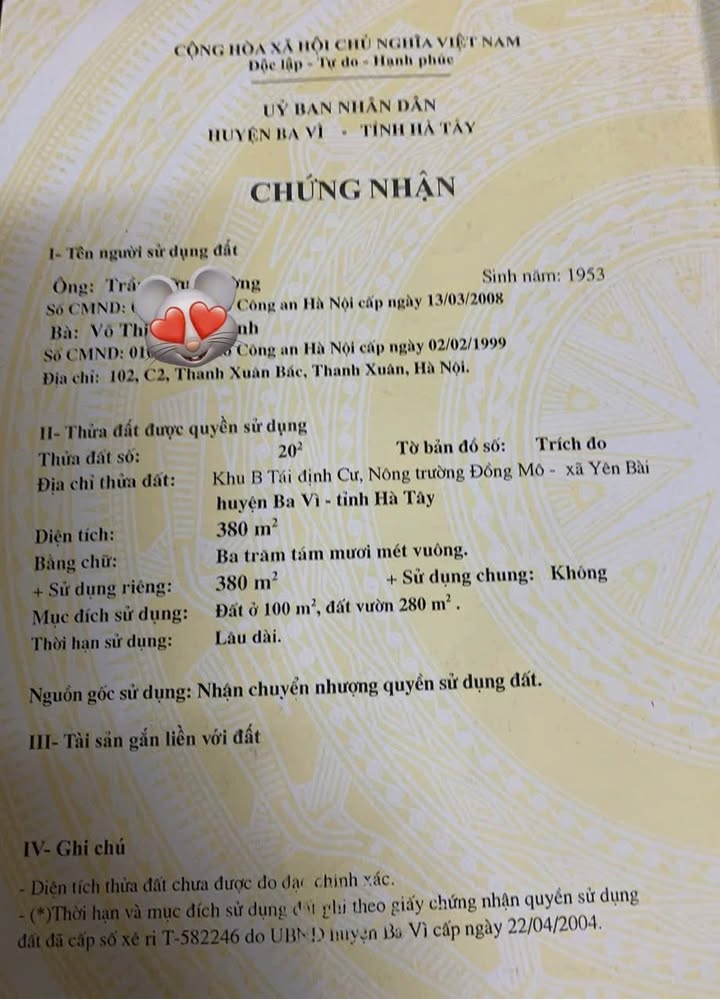 CỘNG HÒA XÃ HỘI CHỦ NGHĨA VIỆT NAM
Độc lập - Tự do - Hạnh phúc
UỶ BAN NHÂN DÂN
HUYỆN BA VÌ - TỈNH HÀ TÂY
CHỨNG NHẬN
I- Tên người sử dụng đất
Ông: Sinh năm: 1953
Số CMND: Công an Hà Nội cấp ngày 13/03/2008
Bà: Võ
Số CMND: Công an Hà Nội cấp ngày 02/02/1999
Địa chỉ: 102, C2, Thanh Xuân Bắc, Thanh Xuân, Hà Nội.
II- Thửa đất được quyền sử dụng
Thửa đất số: 20² Tờ bản đồ số: Trích đo
Địa chỉ thửa đất: Khu B Tái định Cư, Nông trường Đồng Mô - xã Yên Bài
huyện Ba Vì - tỉnh Hà Tây
Diện tích: 380 m²
Bằng chữ: Ba trăm tám mươi mét vuông.
+ Sử dụng riêng: 380 m² + Sử dụng chung: Không
Mục đích sử dụng: Đất ở 100 m², đất vườn 280 m² .
Thời hạn sử dụng: Lâu dài.
Nguồn gốc sử dụng: Nhận chuyển nhượng quyền sử dụng đất.
III- Tài sản gắn liền với đất
IV- Ghi chú
- Diện tích thửa đất chưa được đo đạc chính xác.
- (*)Thời hạn và mục đích sử dụng đất ghi theo giấy chứng nhận quyền sử dụng
đất đã cấp số xê ri T-582246 do UBND huyện Ba Vì cấp ngày 22/04/2004.